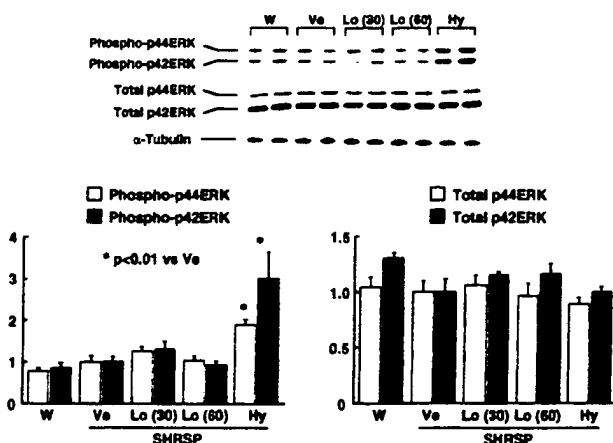 W Ve Lo (30) Lo (60) Hy
Phospho-p44ERK
Phospho-p42ERK
Total p44ERK
Total p42ERK
α-Tubulin
Phospho-p44ERK
Phospho-p42ERK
4
3
2
1
0
* p<0.01 vs Ve
*
*
W Ve Lo (30) Lo (60) Hy
SHRSP
Total p44ERK
Total p42ERK
1.5
1.0
0.5
0
W Ve Lo (30) Lo (60) Hy
SHRSP